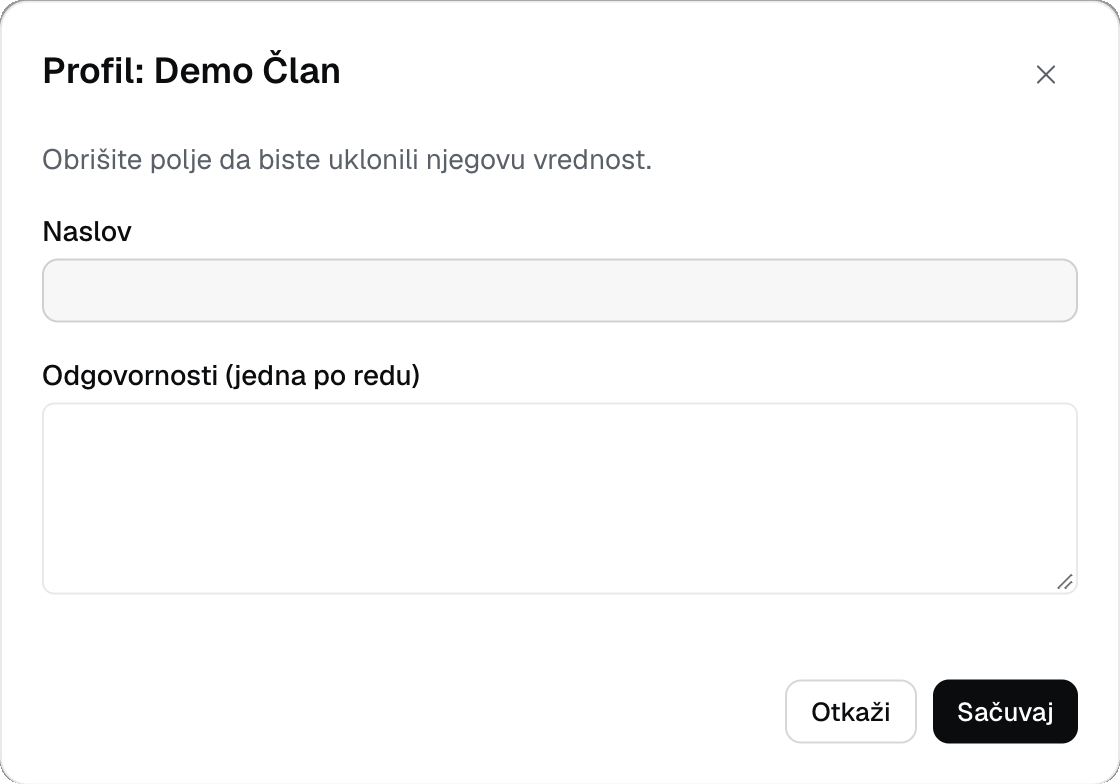 Profil: Demo Član
Obrišite polje da biste uklonili njegovu vrednost.
Naslov
Odgovornosti (jedna po redu)
Otkaži
Sačuvaj